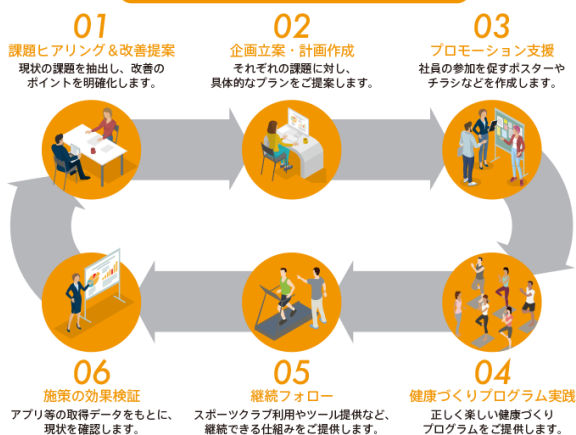 01
課題ヒアリング&改善提案
現状の課題を抽出し、改善の
ポイントを明確化します。
02
企画立案・計画作成
それぞれの課題に対し、
具体的なプランをご提案します。
03
プロモーション支援
社員の参加を促すポスターや
チラシなどを作成します。
04
健康づくりプログラム実践
正しく楽しい健康づくり
プログラムをご提供します。
05
継続フォロー
スポーツクラブ利用やツール提供など、
継続できる仕組みをご提供します。
06
施策の効果検証
アプリ等の取得データをもとに、
現状を確認します。